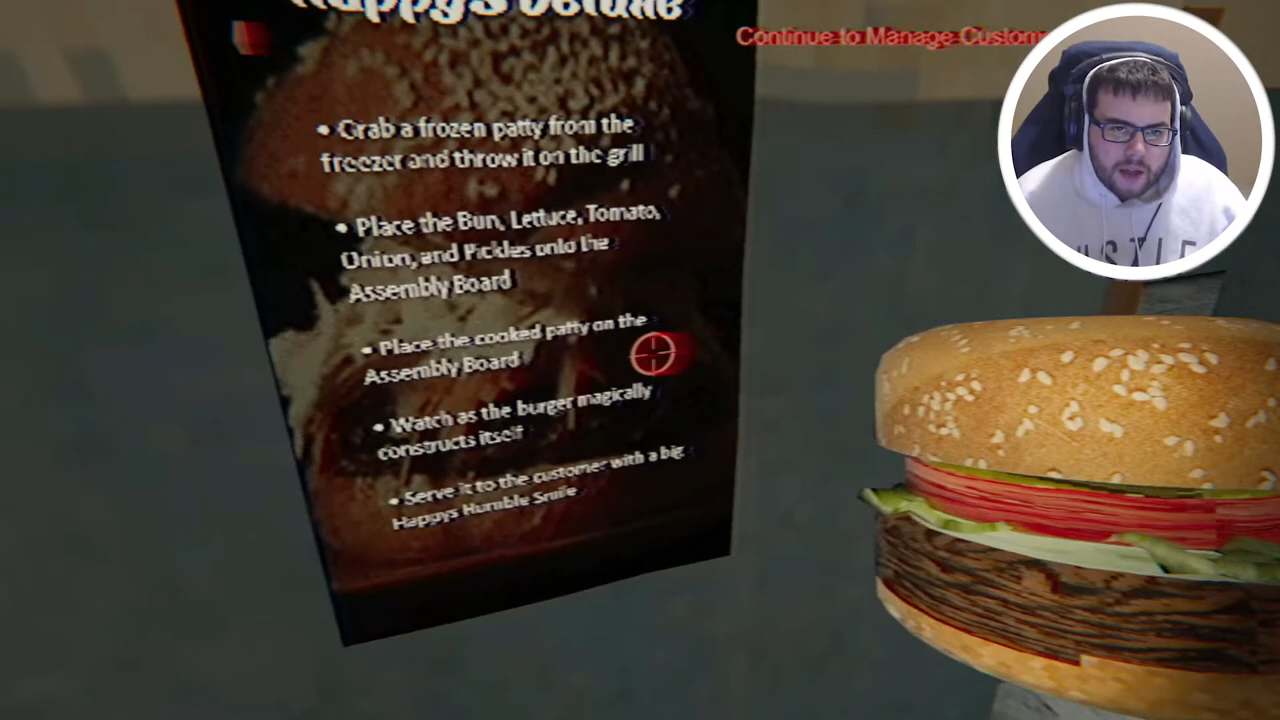 Happys Deluxe
Continue to Manage
• Grab a frozen patty from the
freezer and throw it on the grill
• Place the Bun, Lettuce, Tomato,
Onion, and Pickles onto the
Assembly Board
• Place the cooked patty on the
Assembly Board
• Watch as the burger magically
constructs itself
• Serve it to the customer with a big
Happys Humble Smile